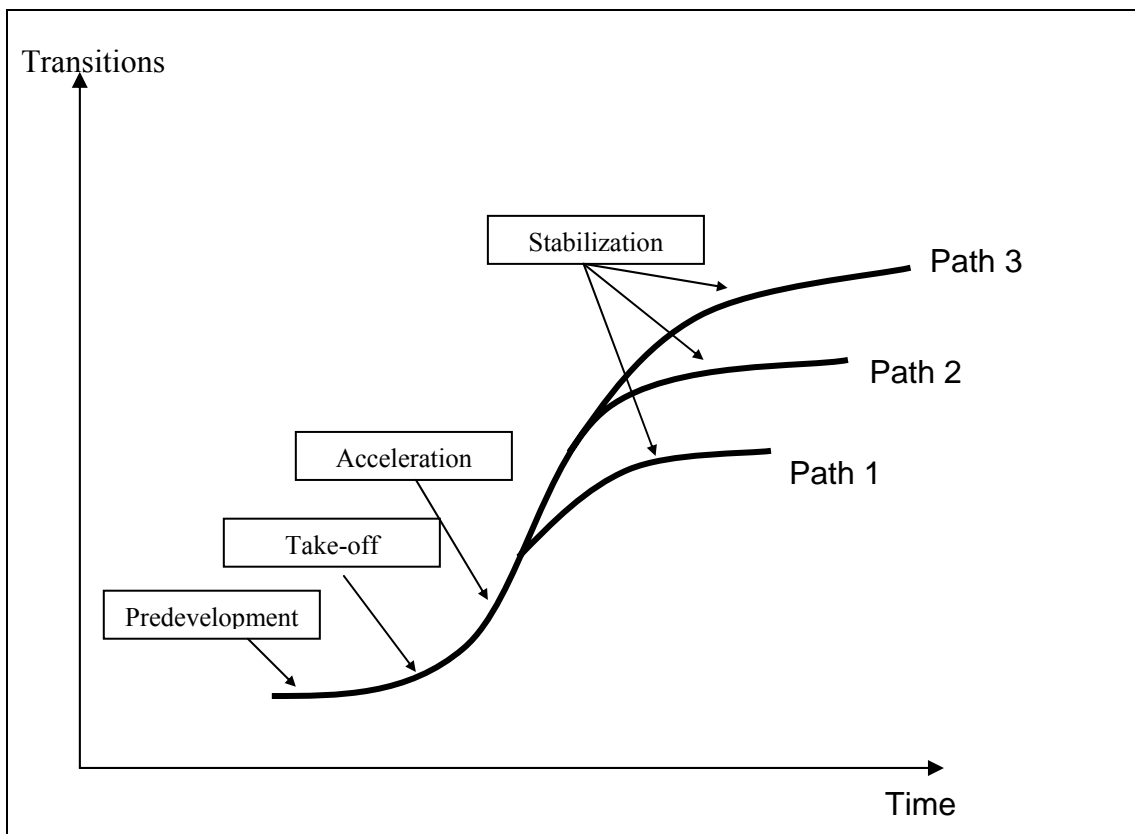 Transitions
Stabilization
Path 3
Path 2
Acceleration
Path 1
Take-off
Predevelopment
Time